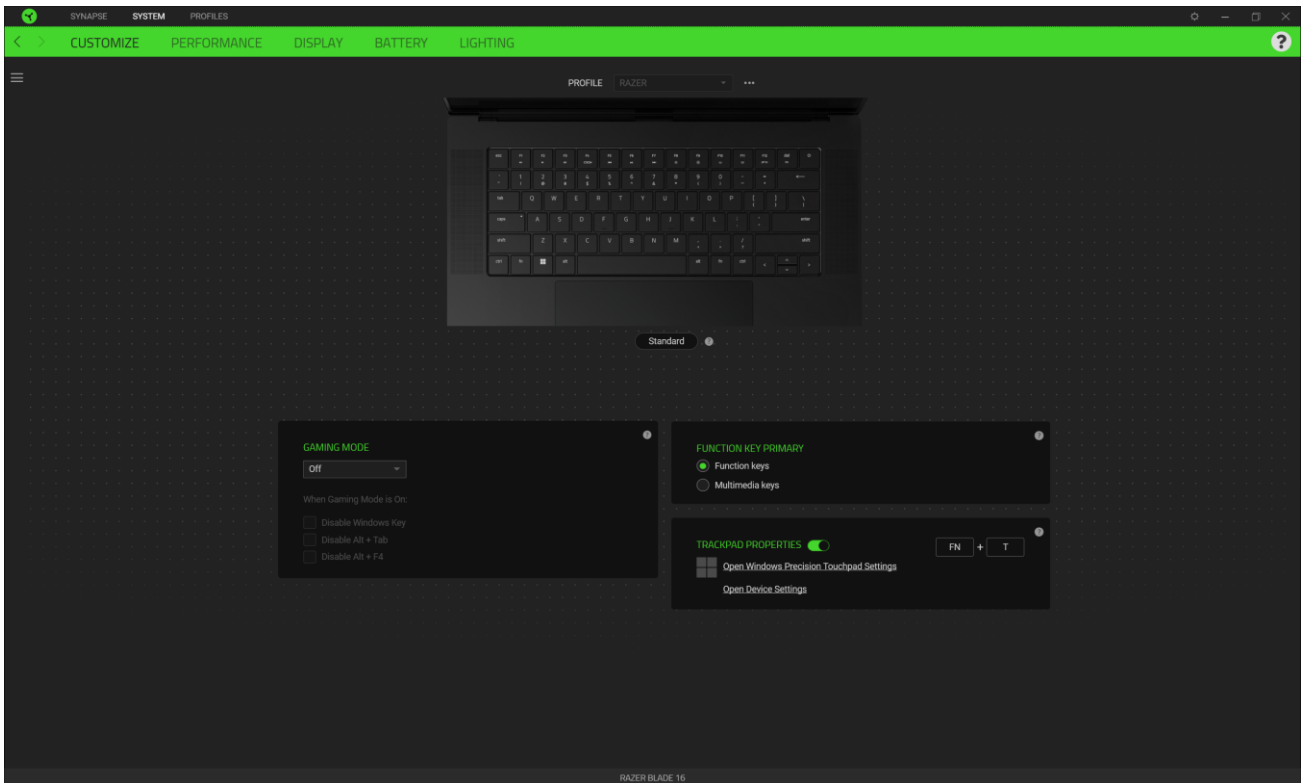 SYNAPSE SYSTEM PROFILES
CUSTOMIZE PERFORMANCE DISPLAY BATTERY LIGHTING ?
PROFILE RAZER
Q W E R T Y U I O P
A S D F G H J K L
Z X C V B N M
Standard ?
GAMING MODE ?
Off
When Gaming Mode is On:
Disable Windows Key
Disable Alt + Tab
Disable Alt + F4
FUNCTION KEY PRIMARY ?
Function keys
Multimedia keys
TRACKPAD PROPERTIES FN + T ?
Open Windows Precision Touchpad Settings
Open Device Settings
RAZER BLADE 16